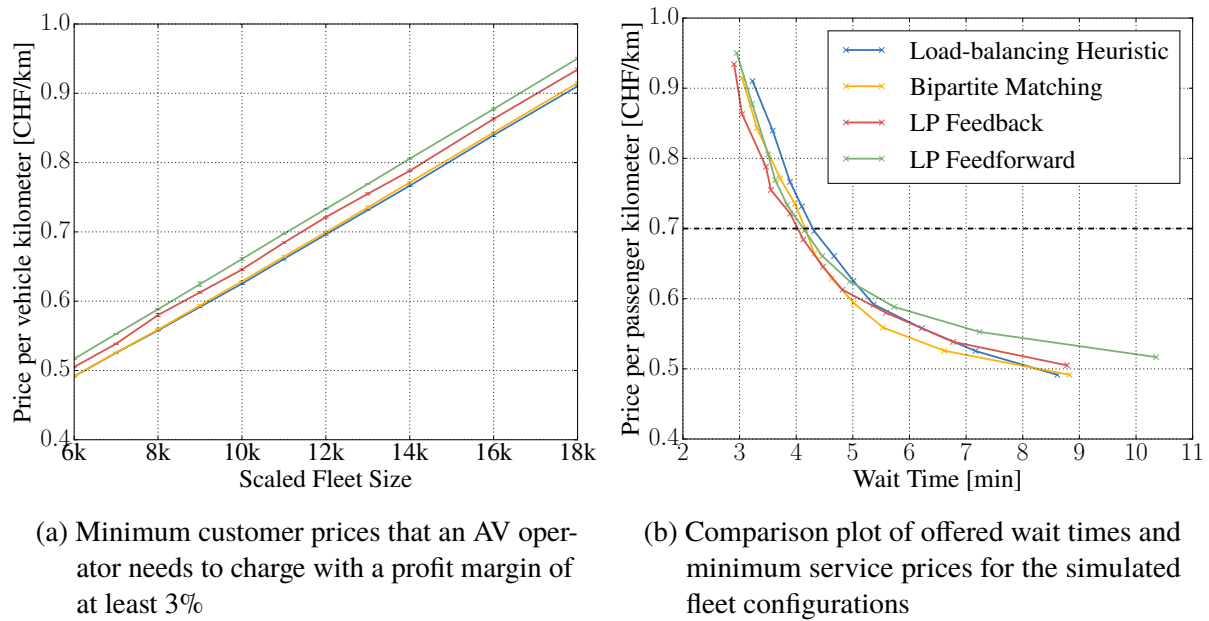 1.0
0.9
0.8
0.7
0.6
0.5
0.4
Price per vehicle kilometer [CHF/km]
6k 8k 10k 12k 14k 16k 18k
Scaled Fleet Size
(a) Minimum customer prices that an AV oper-
ator needs to charge with a profit margin of
at least 3%
1.0
0.9
0.8
0.7
0.6
0.5
0.4
Price per passenger kilometer [CHF/km]
Load-balancing Heuristic
Bipartite Matching
LP Feedback
LP Feedforward
2 3 4 5 6 7 8 9 10 11
Wait Time [min]
(b) Comparison plot of offered wait times and
minimum service prices for the simulated
fleet configurations